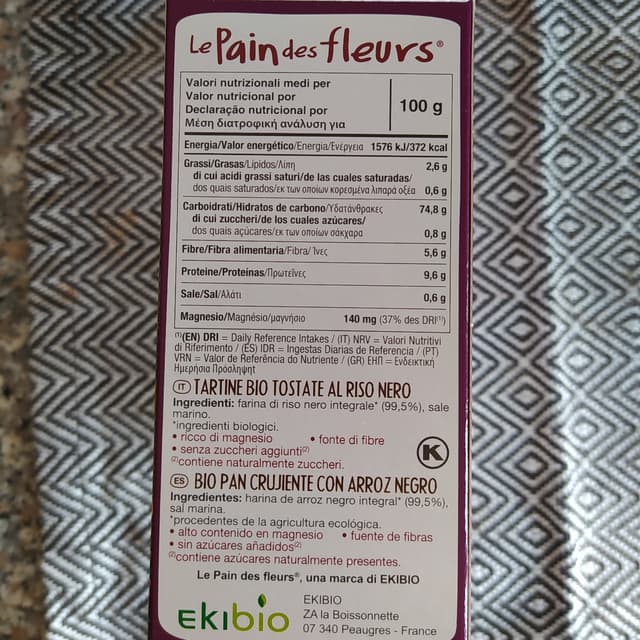 Le Pain des fleurs®
Valori nutrizionali medi per
Valor nutricional por
Declaração nutricional por
Μέση διατροφική ανάλυση για
100 g
Energia/Valor energético/Energia/Ενέργεια 1576 kJ/372 kcal
Grassi/Grasas/Lípidos/Λίπη 2,6 g
di cui acidi grassi saturi/de las cuales saturadas/
dos quais saturados/εκ των οποίων κορεσμένα λιπαρά οξέα 0,6 g
Carboidrati/Hidratos de carbono/Υδατάνθρακες 74,8 g
di cui zuccheri/de los cuales azúcares/
dos quais açúcares/εκ των οποίων σάκχαρα 0,8 g
Fibre/Fibra alimentaria/Fibra/ Ίνες 5,6 g
Proteine/Proteínas/Πρωτεΐνες 9,6 g
Sale/Sal/Αλάτι 0,6 g
Magnesio/Magnésio/μαγνήσιο 140 mg (37% des DRI⁽¹⁾)
⁽¹⁾(EN) DRI = Daily Reference Intakes / (IT) NRV = Valori Nutritivi
di Riferimento / (ES) IDR = Ingestas Diarias de Referencia / (PT)
VRN = Valor de Referência do Nutriente / (GR) ΕΗΠ = Ενδεικτική
Ημερήσια Πρόσληψη
IT TARTINE BIO TOSTATE AL RISO NERO
Ingredienti: farina di riso nero integrale* (99,5%), sale
marino.
*ingredienti biologici.
• ricco di magnesio • fonte di fibre
• senza zuccheri aggiunti⁽²⁾
⁽²⁾contiene naturalmente zuccheri.
K
ES BIO PAN CRUJIENTE CON ARROZ NEGRO
Ingredientes: harina de arroz negro integral* (99,5%),
sal marina.
*procedentes de la agricultura ecológica.
• alto contenido en magnesio • fuente de fibras
• sin azúcares añadidos⁽²⁾
⁽²⁾contiene azúcares naturalmente presentes.
Le Pain des fleurs®, una marca di EKIBIO
Ekibio
EKIBIO
ZA la Boissonnette
07 340 Peaugres - France